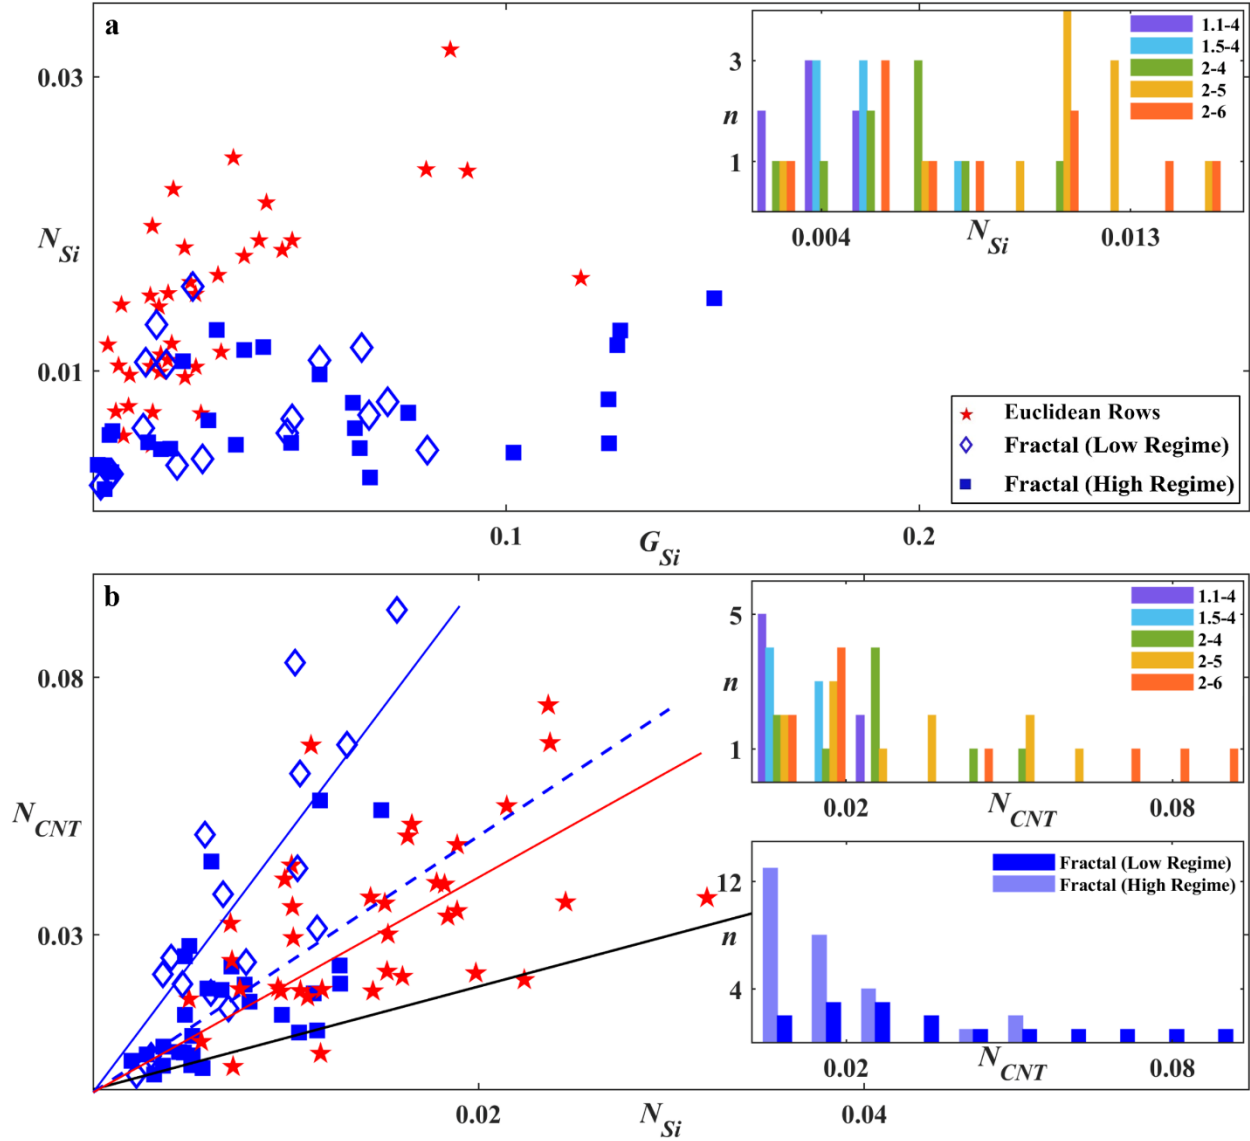 a
0.03
N_Si
0.01
0.1
G_Si
0.2
Euclidean Rows
Fractal (Low Regime)
Fractal (High Regime)
3
n
1
0.004
N_Si
0.013
1.1-4
1.5-4
2-4
2-5
2-6
b
0.08
N_CNT
0.03
0.02
N_Si
0.04
5
n
1
0.02
N_CNT
0.08
1.1-4
1.5-4
2-4
2-5
2-6
12
n
4
0.02
N_CNT
0.08
Fractal (Low Regime)
Fractal (High Regime)